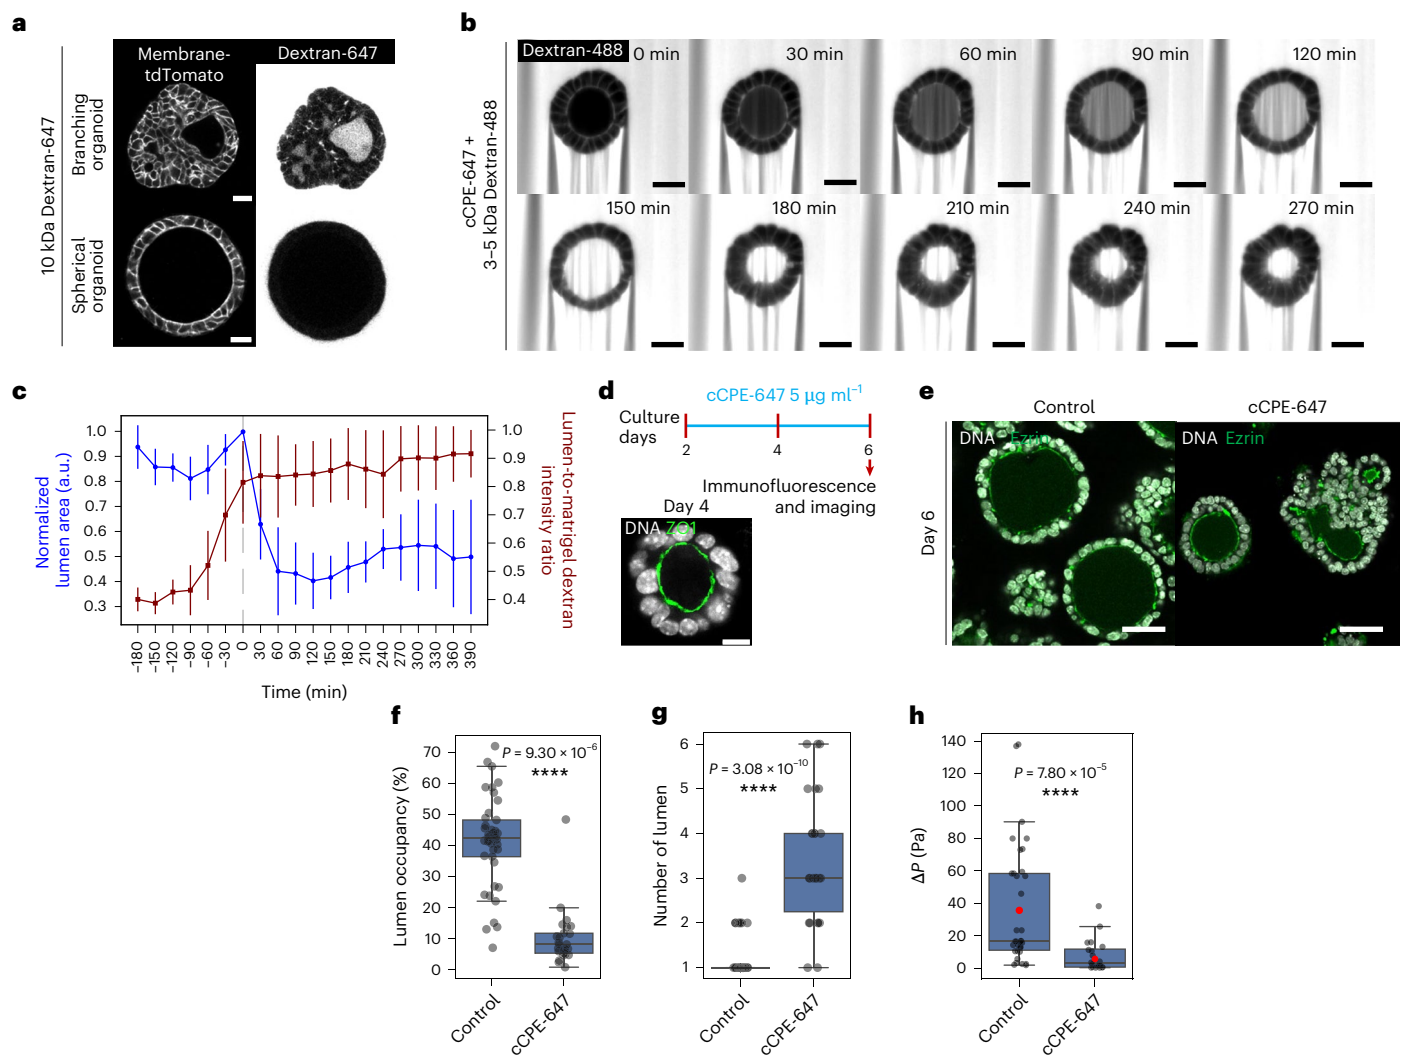 a
Membrane-
tdTomato
Dextran-647
10 kDa Dextran-647
Branching
organoid
Spherical
organoid
b
cCPE-647 +
3–5 kDa Dextran-488
Dextran-488
0 min
30 min
60 min
90 min
120 min
150 min
180 min
210 min
240 min
270 min
c
Normalized
lumen area (a.u.)
1.0
0.9
0.8
0.7
0.6
0.5
0.4
0.3
Lumen-to-matrigel dextran
intensity ratio
1.0
0.9
0.8
0.7
0.6
0.5
0.4
−180
−150
−120
−90
−60
−30
0
30
60
90
120
150
180
210
240
270
300
330
360
390
Time (min)
d
cCPE-647 5 µg ml⁻¹
Culture
days
2
4
6
Immunofluorescence
and imaging
Day 4
DNA ZO1
e
Control
cCPE-647
Day 6
DNA Ezrin
DNA Ezrin
f
Lumen occupancy (%)
70
60
50
40
30
20
10
0
P = 9.30 × 10⁻⁶
****
Control
cCPE-647
g
Number of lumen
6
5
4
3
2
1
P = 3.08 × 10⁻¹⁰
****
Control
cCPE-647
h
ΔP (Pa)
140
120
100
80
60
40
20
0
P = 7.80 × 10⁻⁵
****
Control
cCPE-647